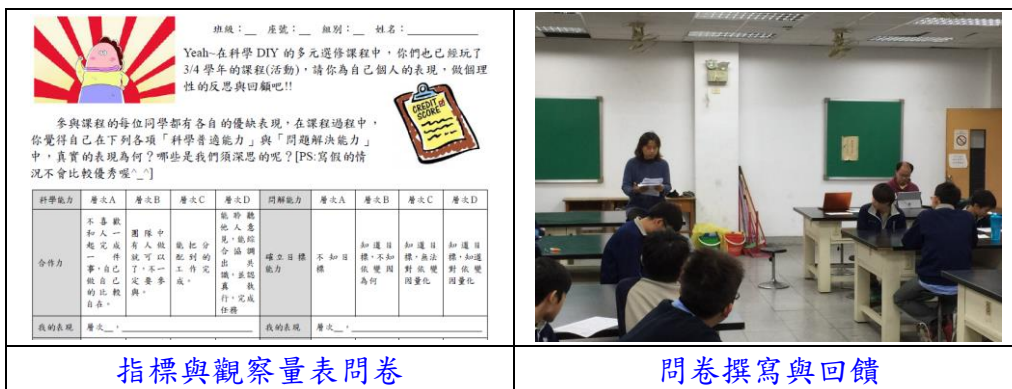 班級：__ 座號：__ 組別：__ 姓名：__________
Yeah~在科學 DIY 的多元選修課程中，你們也已經玩了
3/4 學年的課程(活動)，請你為自己個人的表現，做個理
性的反思與回顧吧!!
CREDIT
SCORE
參與課程的每位同學都有各自的優缺表現，在課程過程中，
你覺得自己在下列各項「科學普適能力」與「問題解決能力」
中，真實的表現為何？哪些是我們須深思的呢？[PS:寫假的情
況不會比較優秀喔^_^]
科學能力 層次A 層次B 層次C 層次D 問解能力 層次A 層次B 層次C 層次D
合作力
不喜歡
和人一
起完成
一件
事，自己
做自己
的比較
自在。
團隊中
有人做
就可以
了，不一
定要參
與。
能把分
配到的
工作完
成。
能聆聽
他人意
見，能綜
合協調
出共
識，並認
真執
行，完成
任務
確立目標
能力
不知目
標
知道目
標，不知
依變因
為何
知道目
標，無法
對依變
因量化
知道目
標，知道
對依變
因量化
我的表現 層次__，__________ 我的表現 層次__，__________
指標與觀察量表問卷
問卷撰寫與回饋